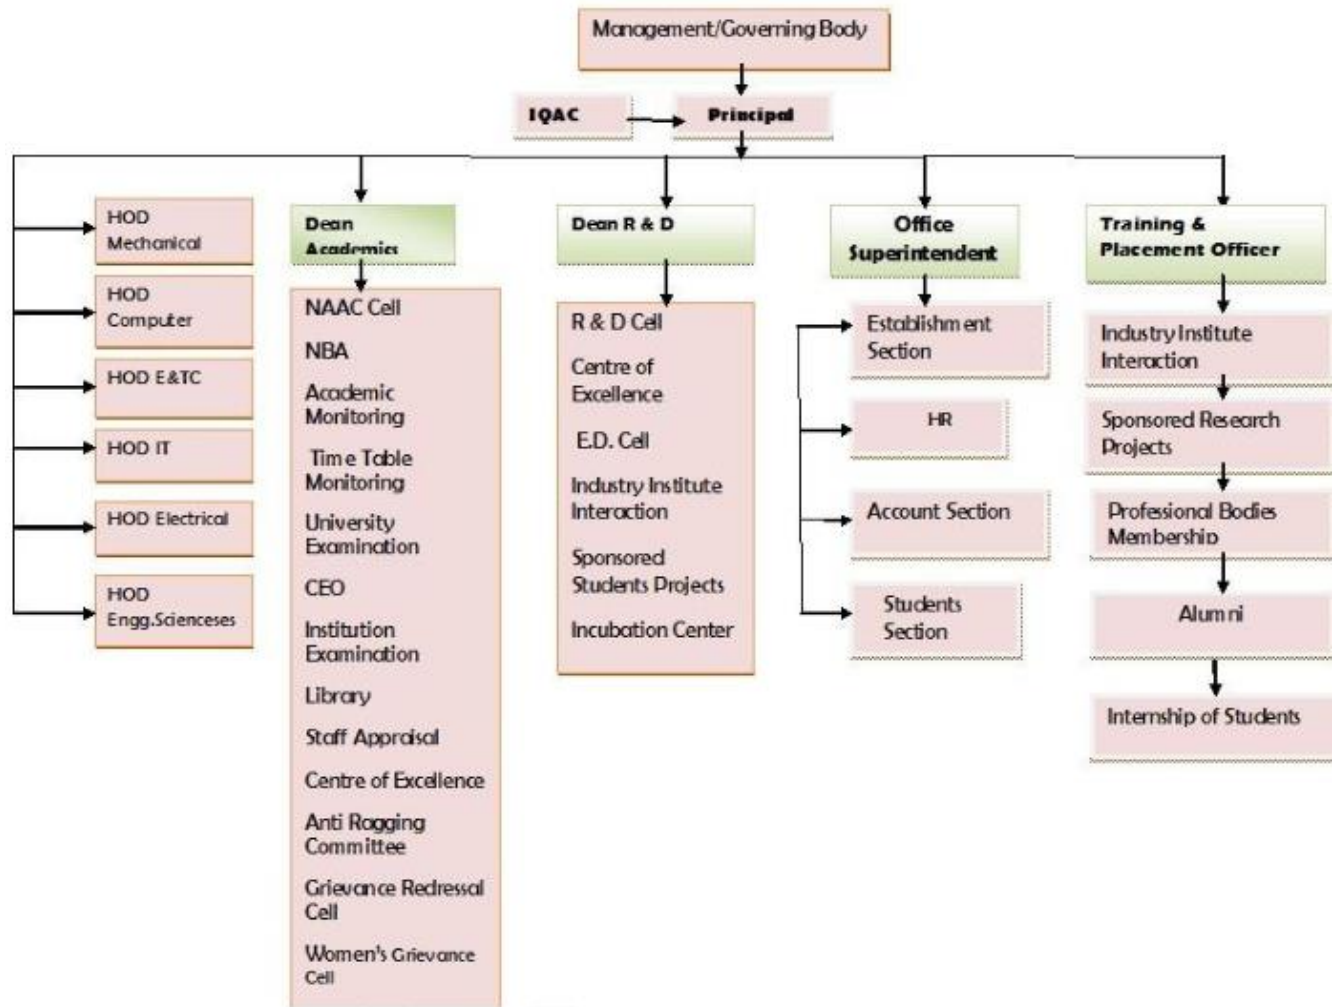 Management/Governing Body
IQAC
Principal
HOD
Mechanical
HOD
Computer
HOD E&TC
HOD IT
HOD Electrical
HOD
Engg.Scienceses
Dean
Academics
NAAC Cell
NBA
Academic
Monitoring
Time Table
Monitoring
University
Examination
CEO
Institution
Examination
Library
Staff Appraisal
Centre of Excellence
Anti Ragging
Committee
Grievance Redressal
Cell
Women's Grievance
Cell
Dean R & D
R & D Cell
Centre of
Excellence
E.D. Cell
Industry Institute
Interaction
Sponsored
Students Projects
Incubation Center
Office
Superintendent
Establishment
Section
HR
Account Section
Students
Section
Training &
Placement Officer
Industry Institute
Interaction
Sponsored Research
Projects
Professional Bodies
Membership
Alumni
Internship of Students